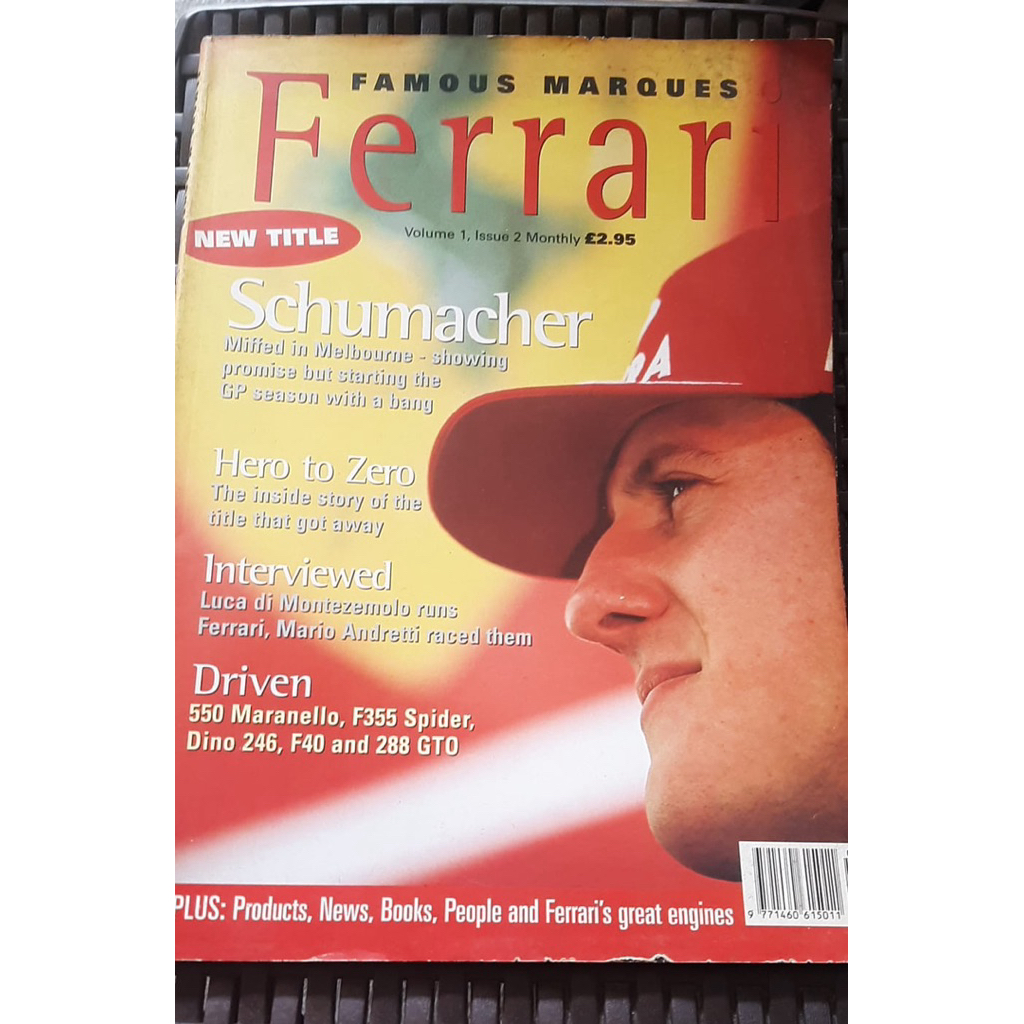 FAMOUS MARQUES
Ferrari
NEW TITLE
Volume 1, Issue 2 Monthly £2.95
Schumacher
Miffed in Melbourne - showing
promise but starting the
GP season with a bang
Hero to Zero
The inside story of the
title that got away
Interviewed
Luca di Montezemolo runs
Ferrari, Mario Andretti raced them
Driven
550 Maranello, F355 Spider,
Dino 246, F40 and 288 GTO
PLUS: Products, News, Books, People and Ferrari's great engines
9 771460 615011